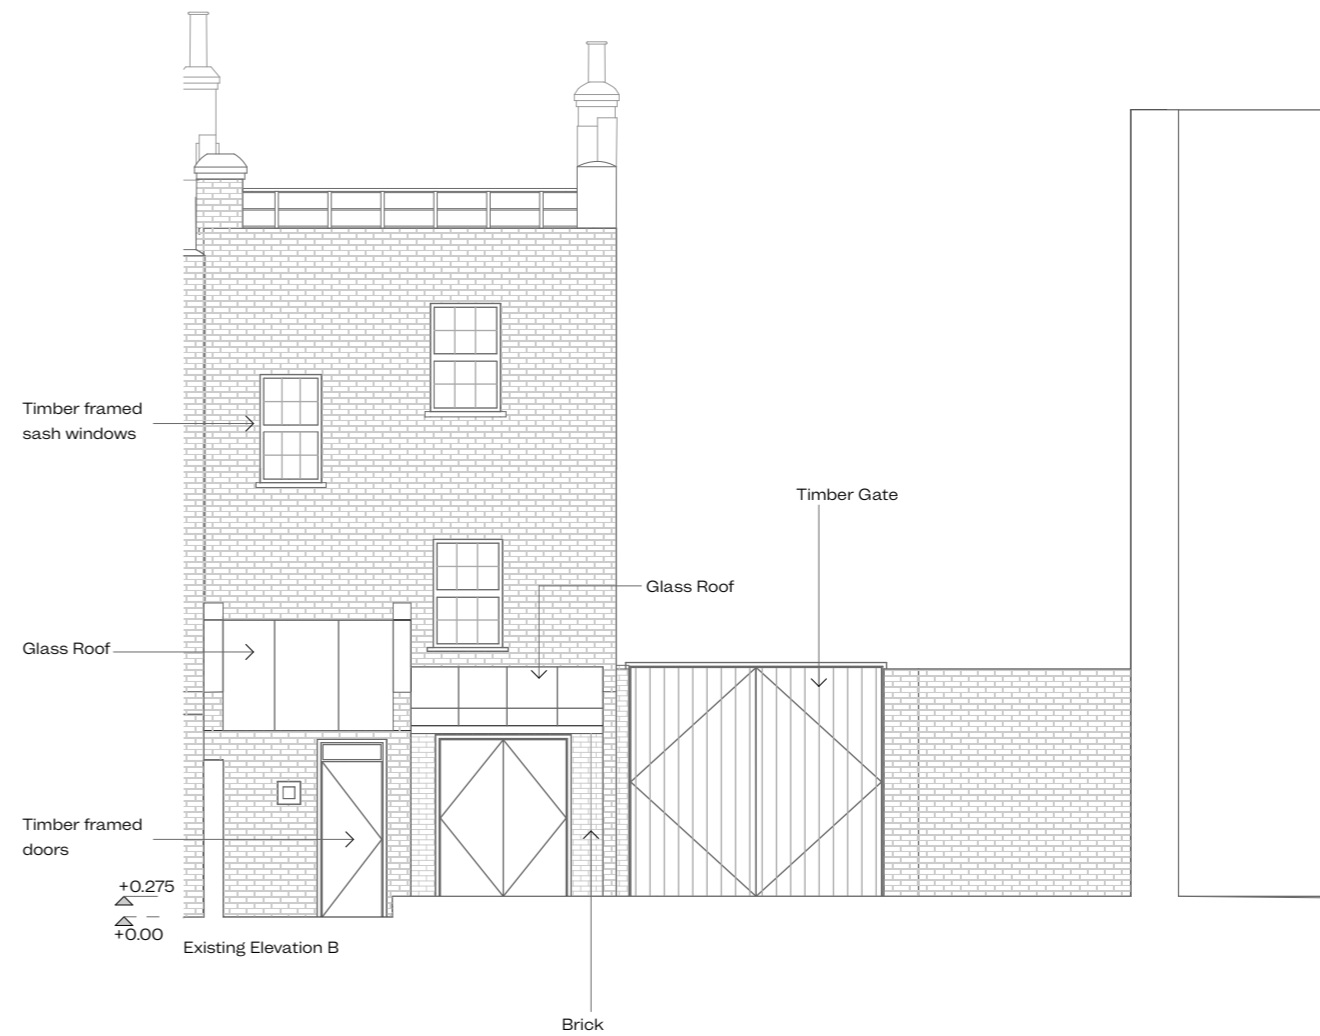 Timber framed
sash windows
Timber Gate
Glass Roof
Glass Roof
Timber framed
doors
+0.275
+0.00
Existing Elevation B
Brick